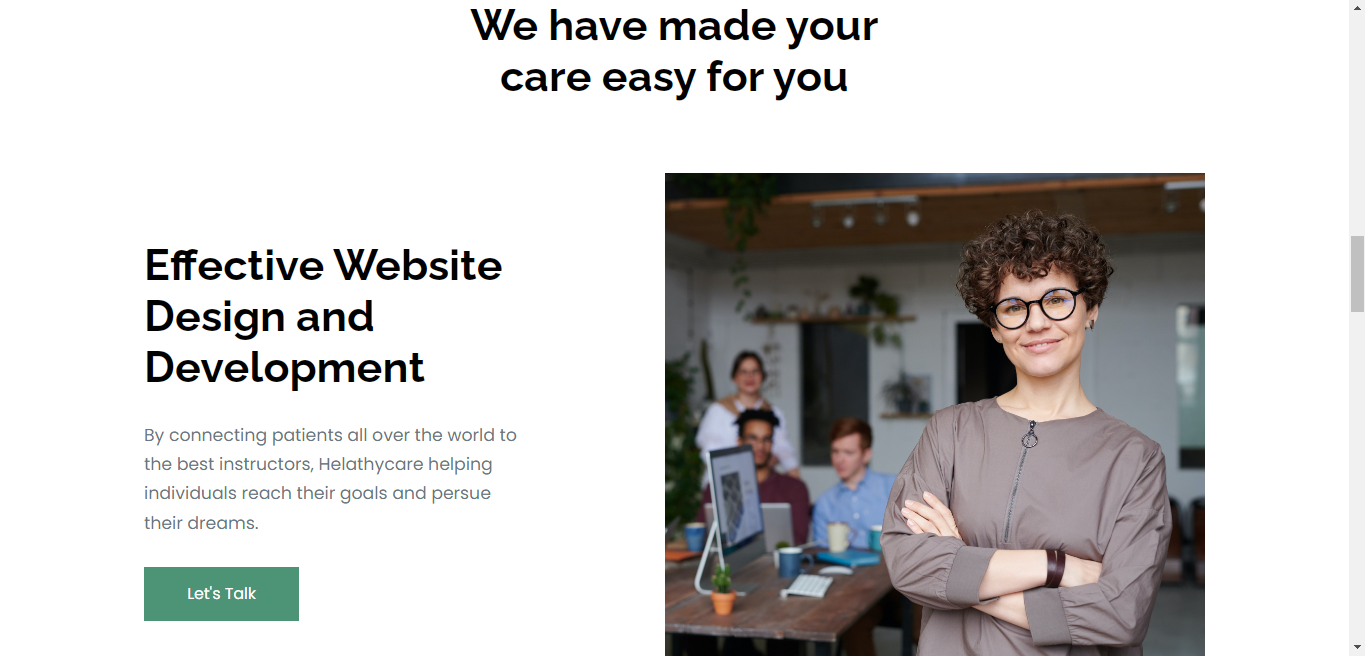 We have made your
care easy for you
Effective Website
Design and
Development
By connecting patients all over the world to
the best instructors, Helathycare helping
individuals reach their goals and persue
their dreams.
Let's Talk